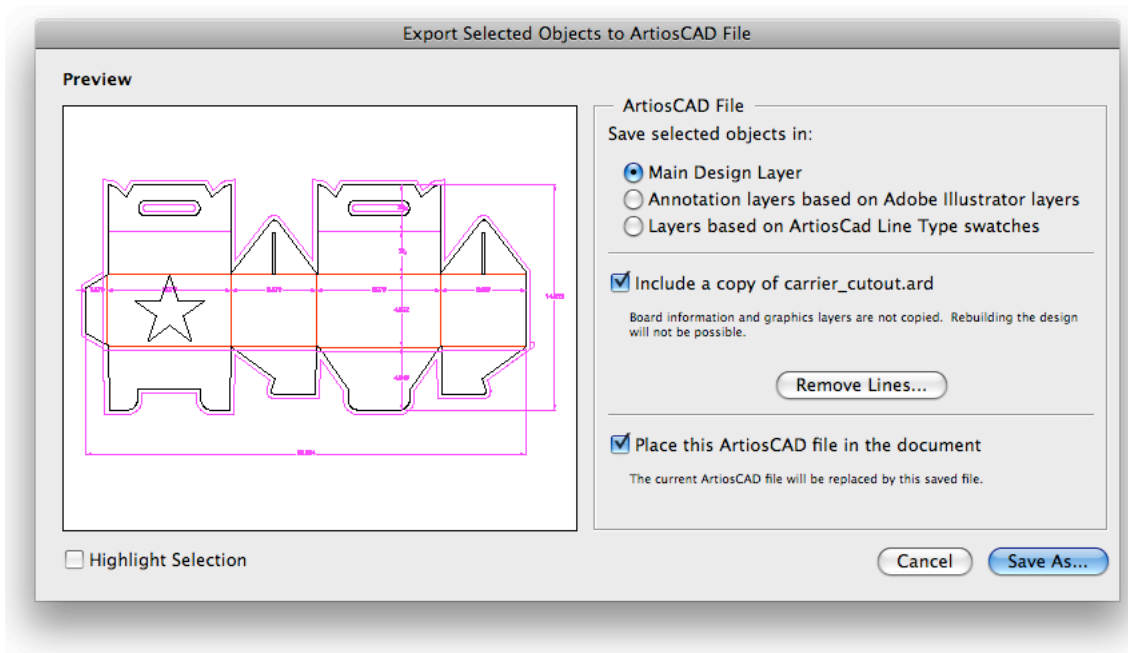 Export Selected Objects to ArtiosCAD File
Preview
ArtiosCAD File
Save selected objects in:
Main Design Layer
Annotation layers based on Adobe Illustrator layers
Layers based on ArtiosCad Line Type swatches
Include a copy of carrier_cutout.ard
Board information and graphics layers are not copied.  Rebuilding the design
will not be possible.
Remove Lines...
Place this ArtiosCAD file in the document
The current ArtiosCAD file will be replaced by this saved file.
Highlight Selection
Cancel
Save As...